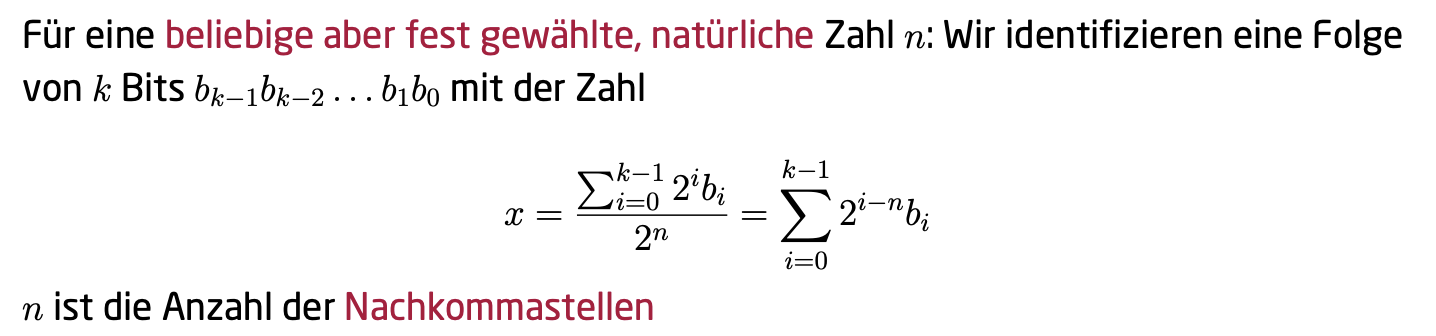 Für eine beliebige aber fest gewählte, natürliche Zahl $n$: Wir identifizieren eine Folge
von $k$ Bits $b_{k-1}b_{k-2} \ldots b_1b_0$ mit der Zahl
$x = \frac{\sum_{i=0}^{k-1} 2^i b_i}{2^n} = \sum_{i=0}^{k-1} 2^{i-n} b_i$
$n$ ist die Anzahl der Nachkommastellen